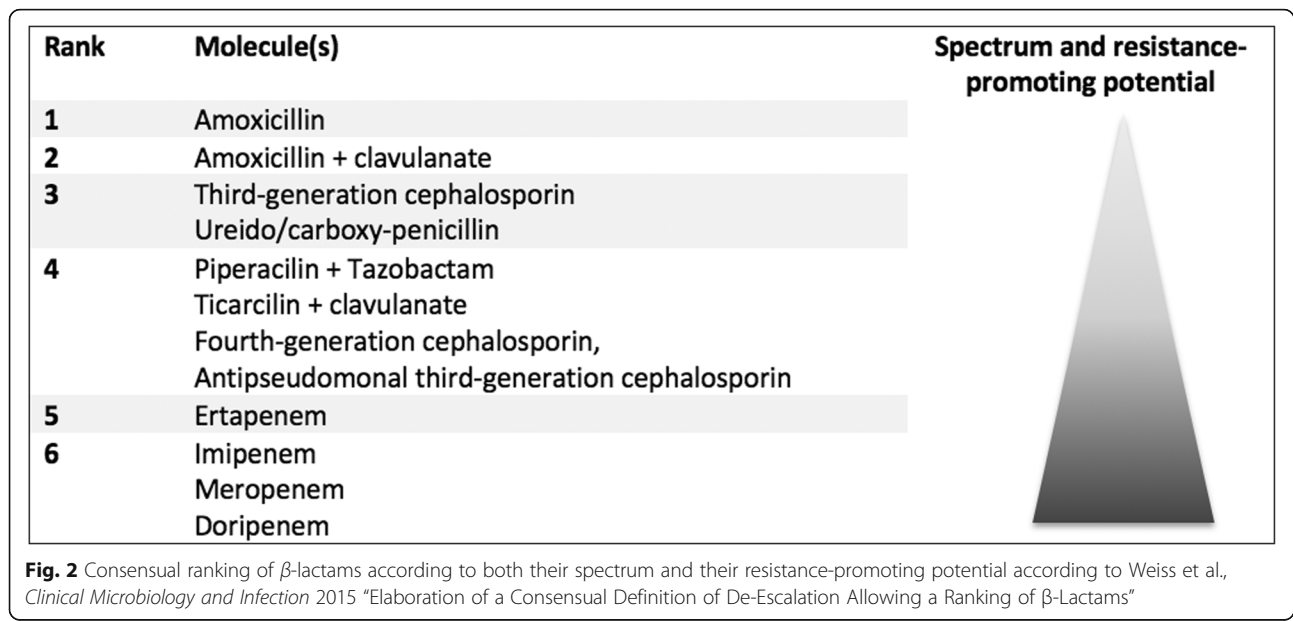 Rank Molecule(s) Spectrum and resistance-
promoting potential
1 Amoxicillin
2 Amoxicillin + clavulanate
3 Third-generation cephalosporin
Ureido/carboxy-penicillin
4 Piperacilin + Tazobactam
Ticarcilin + clavulanate
Fourth-generation cephalosporin,
Antipseudomonal third-generation cephalosporin
5 Ertapenem
6 Imipenem
Meropenem
Doripenem
Fig. 2 Consensual ranking of β-lactams according to both their spectrum and their resistance-promoting potential according to Weiss et al.,
Clinical Microbiology and Infection 2015 “Elaboration of a Consensual Definition of De-Escalation Allowing a Ranking of β-Lactams”